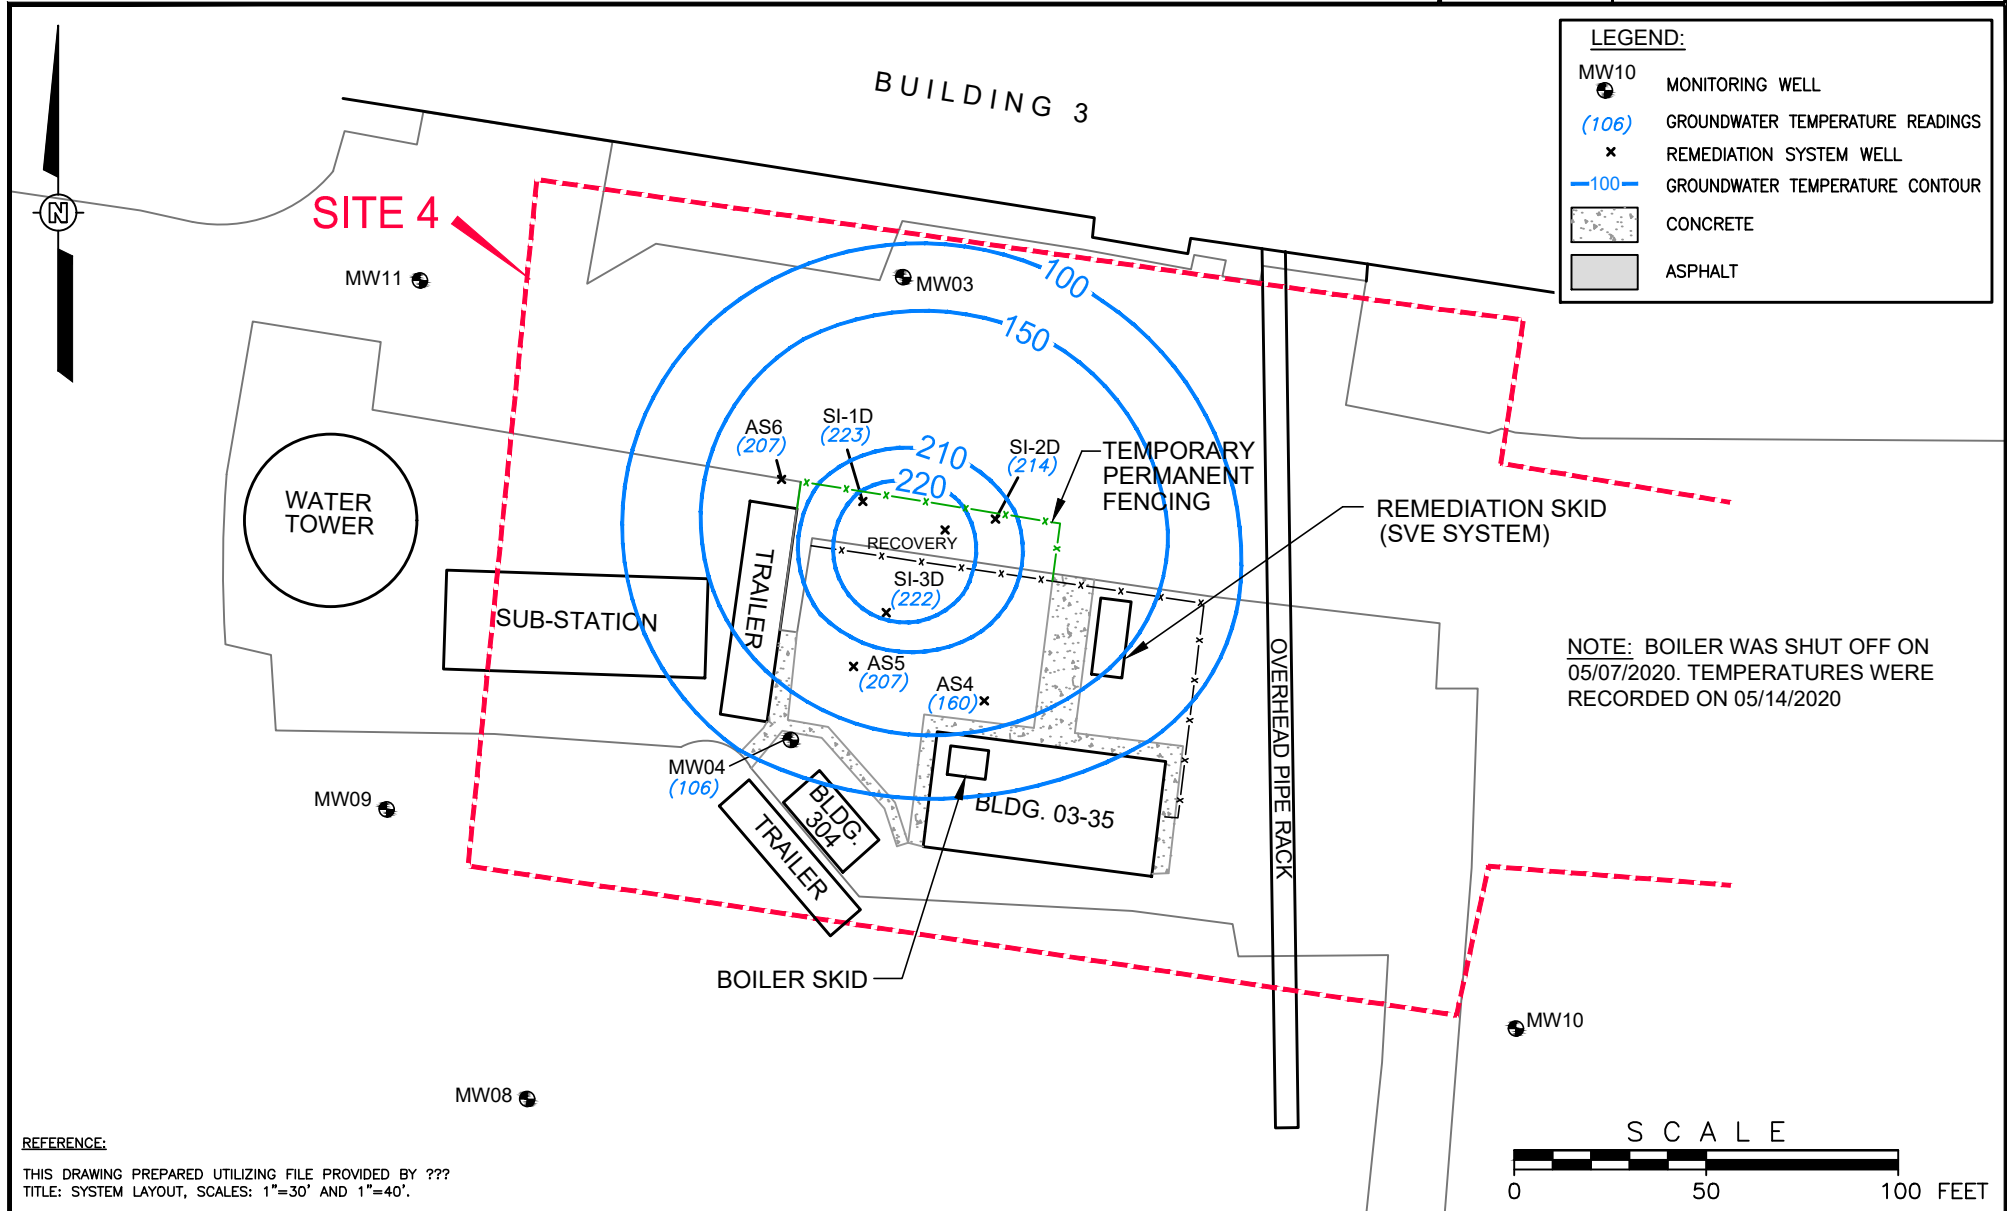 BUILDING 3
LEGEND:
MW10
MONITORING WELL
(106)
GROUNDWATER TEMPERATURE READINGS
x
REMEDIATION SYSTEM WELL
100
GROUNDWATER TEMPERATURE CONTOUR
CONCRETE
ASPHALT
N
SITE 4
MW11
MW03
100
150
AS6
(207)
SI-1D
(223)
210
220
SI-2D
(214)
TEMPORARY
PERMANENT
FENCING
REMEDIATION SKID
(SVE SYSTEM)
WATER
TOWER
RECOVERY
SI-3D
(222)
TRAILER
SUB-STATION
AS5
(207)
AS4
(160)
OVERHEAD PIPE RACK
NOTE: BOILER WAS SHUT OFF ON
05/07/2020. TEMPERATURES WERE
RECORDED ON 05/14/2020
MW04
(106)
MW09
BLDG.
304
TRAILER
BLDG. 03-35
BOILER SKID
MW10
MW08
REFERENCE:
THIS DRAWING PREPARED UTILIZING FILE PROVIDED BY ???
TITLE: SYSTEM LAYOUT, SCALES: 1"=30' AND 1"=40'.
SCALE
0 50 100 FEET